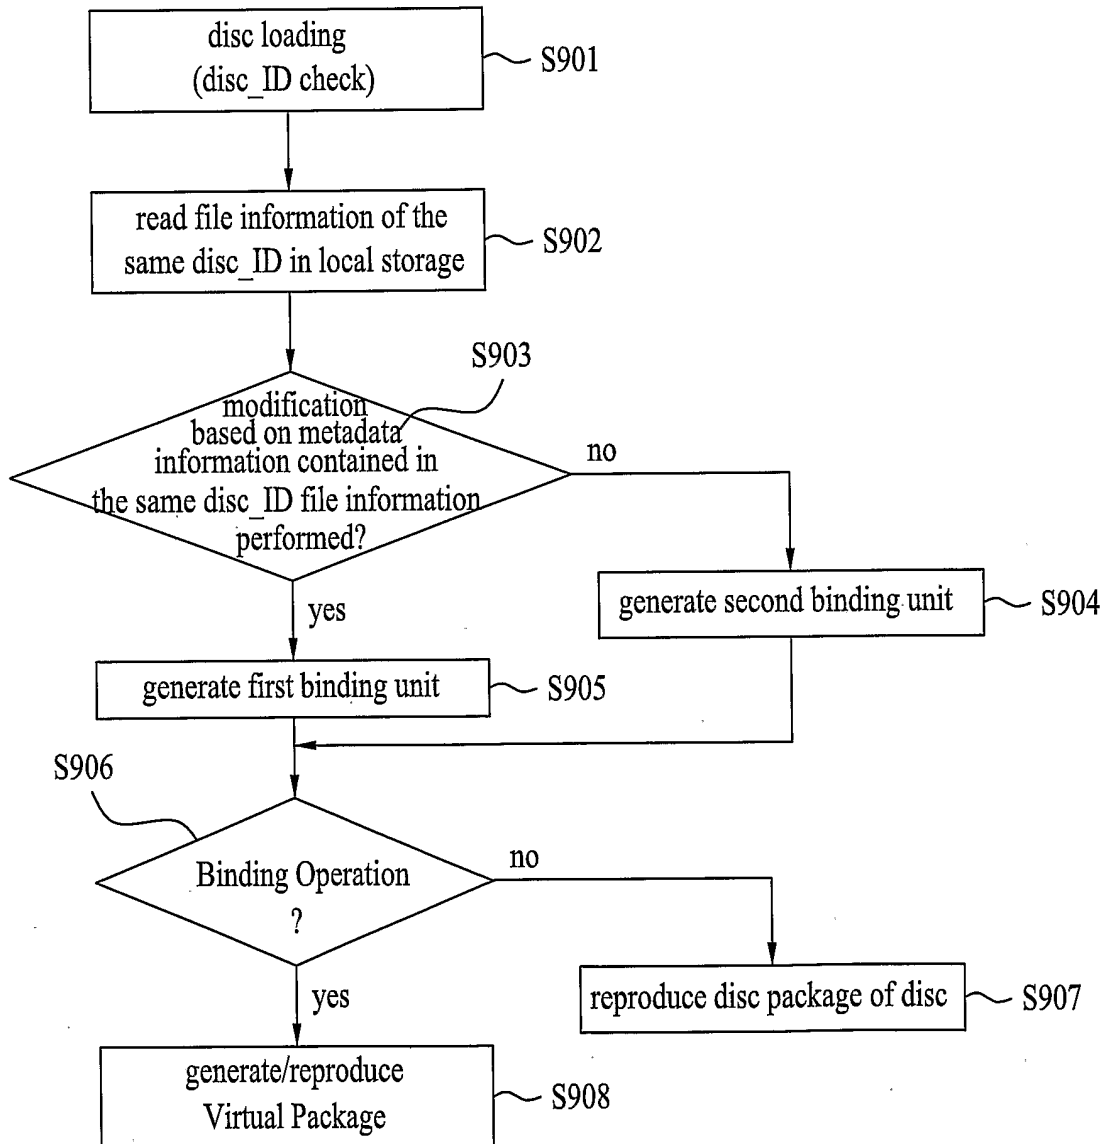 disc loading
(disc_ID check)
S901
read file information of the
same disc_ID in local storage
S902
S903
modification
based on metadata
information contained in
the same disc_ID file information
performed?
no
yes
generate second binding unit
S904
generate first binding unit
S905
S906
Binding Operation
?
no
yes
reproduce disc package of disc
S907
generate/reproduce
Virtual Package
S908